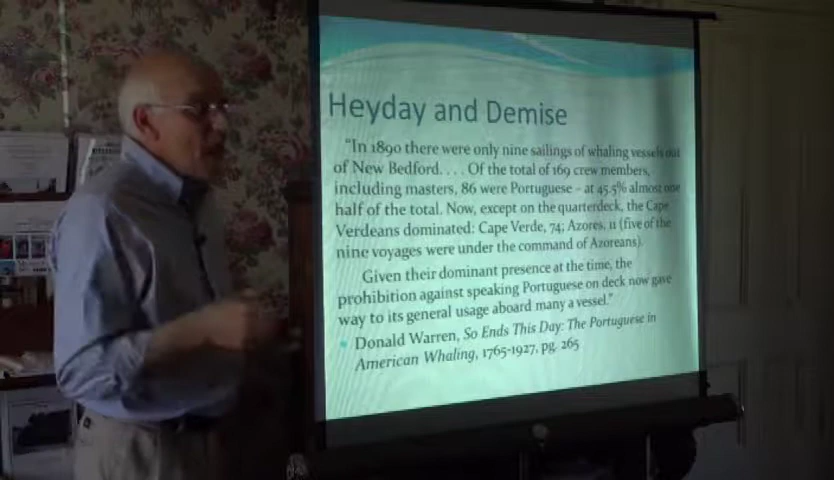 Heyday and Demise
"In 1890 there were only nine sailings of whaling vessels out
of New Bedford. . . . Of the total of 169 crew members,
including masters, 86 were Portuguese – at 45.5% almost one
half of the total. Now, except on the quarterdeck, the Cape
Verdeans dominated: Cape Verde, 74; Azores, 11 (five of the
nine voyages were under the command of Azoreans).
Given their dominant presence at the time, the
prohibition against speaking Portuguese on deck now gave
way to its general usage aboard many a vessel."
Donald Warren, So Ends This Day: The Portuguese in
American Whaling, 1765-1927, pg. 265